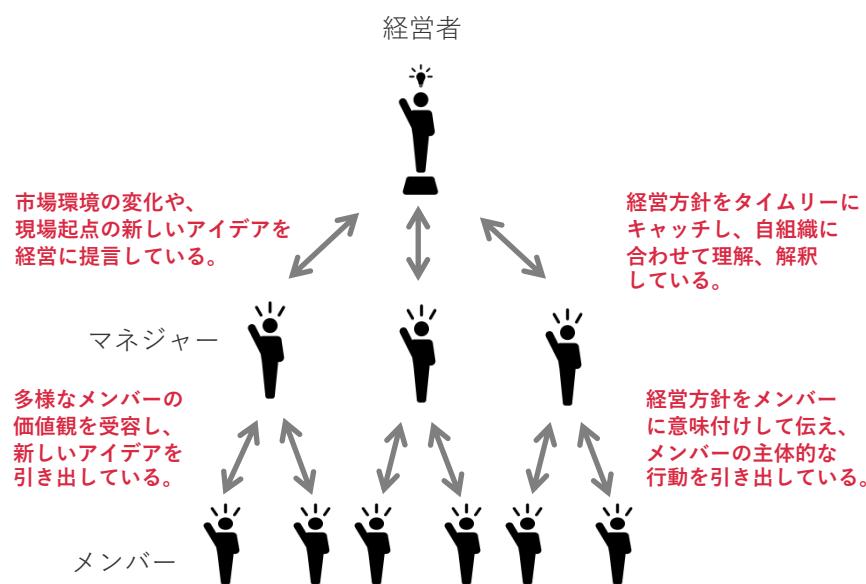 経営者
市場環境の変化や、
現場起点の新しいアイデアを
経営に提言している。
経営方針をタイムリーに
キャッチし、自組織に
合わせて理解、解釈
している。
マネジャー
多様なメンバーの
価値観を受容し、
新しいアイデアを
引き出している。
経営方針をメンバー
に意味付けして伝え、
メンバーの主体的な
行動を引き出している。
メンバー